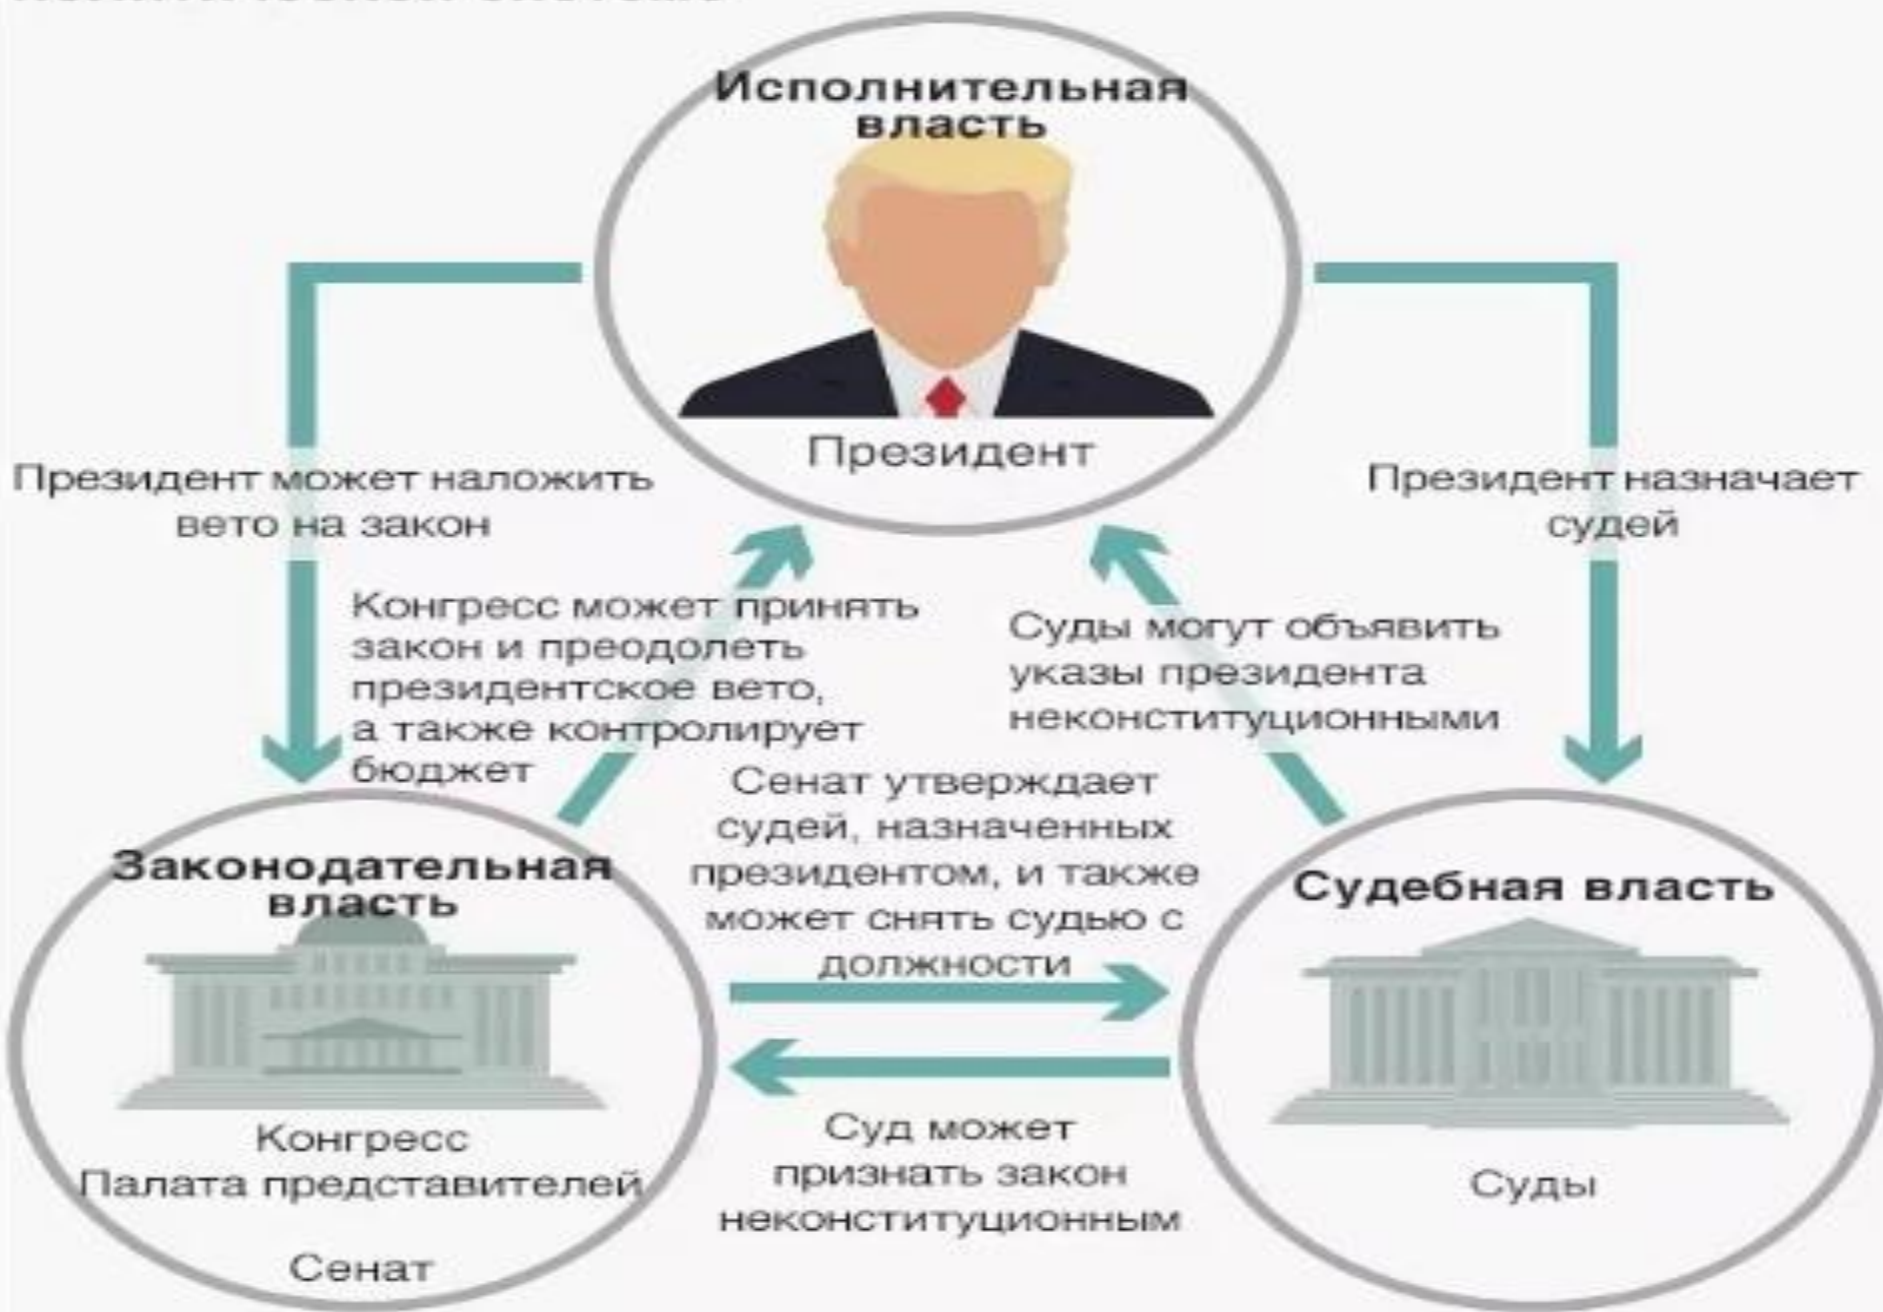 Исполнительная
власть
Президент
Президент может наложить
вето на закон
Президент назначает
судей
Конгресс может принять
закон и преодолеть
президентское вето,
а также контролирует
бюджет
Суды могут объявить
указы президента
неконституционными
Сенат утверждает
судей, назначенных
президентом, и также
может снять судью с
должности
Законодательная
власть
Конгресс
Палата представителей
Сенат
Судебная власть
Суды
Суд может
признать закон
неконституционным